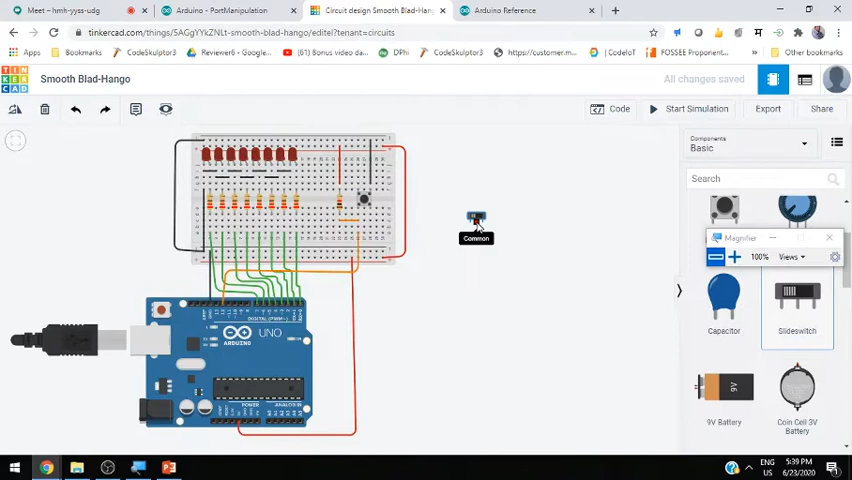 Meet – hmh-yyss-udg
Arduino - PortManipulation
Circuit design Smooth Blad-Hang
Arduino Reference
tinkercad.com/things/5AGgYYkZNLt-smooth-blad-hango/editel?tenant=circuits
Apps
Bookmarks
CodeSkulptor3
Reviewer6 - Google...
(61) Bonus video da...
DPhi
CodeSkulptor3
https://customer.m...
CodeIoT
FOSSEE Proponent...
Other bookmarks
TIN
KER
CAD
Smooth Blad-Hango
All changes saved
Code
Start Simulation
Export
Share
Components
Basic
Search
Magnifier
100%
Views
Common
Capacitor
Slideswitch
9V Battery
Coin Cell 3V
Battery
9V
DIGITAL (PWM~)
ARDUINO
UNO
POWER
ANALOG IN
ENG
IN
5:39 PM
6/23/2020